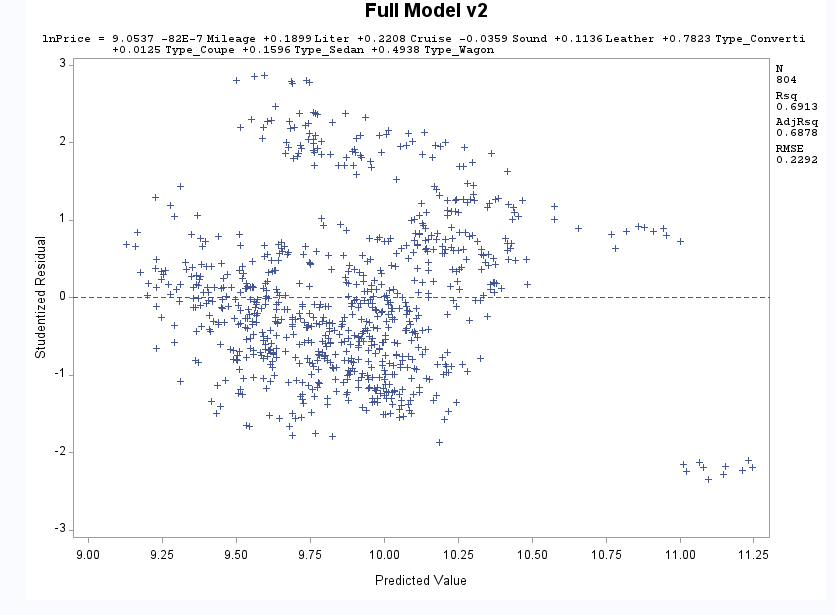 Full Model v2
lnPrice = 9.0537 -82E-7 Mileage +0.1899 Liter +0.2208 Cruise -0.0359 Sound +0.1136 Leather +0.7823 Type_Converti
+0.0125 Type_Coupe +0.1596 Type_Sedan +0.4938 Type_Wagon
N
804
Rsq
0.6913
AdjRsq
0.6878
RMSE
0.2292
3
2
1
0
-1
-2
-3
Studentized Residual
9.00 9.25 9.50 9.75 10.00 10.25 10.50 10.75 11.00 11.25
Predicted Value